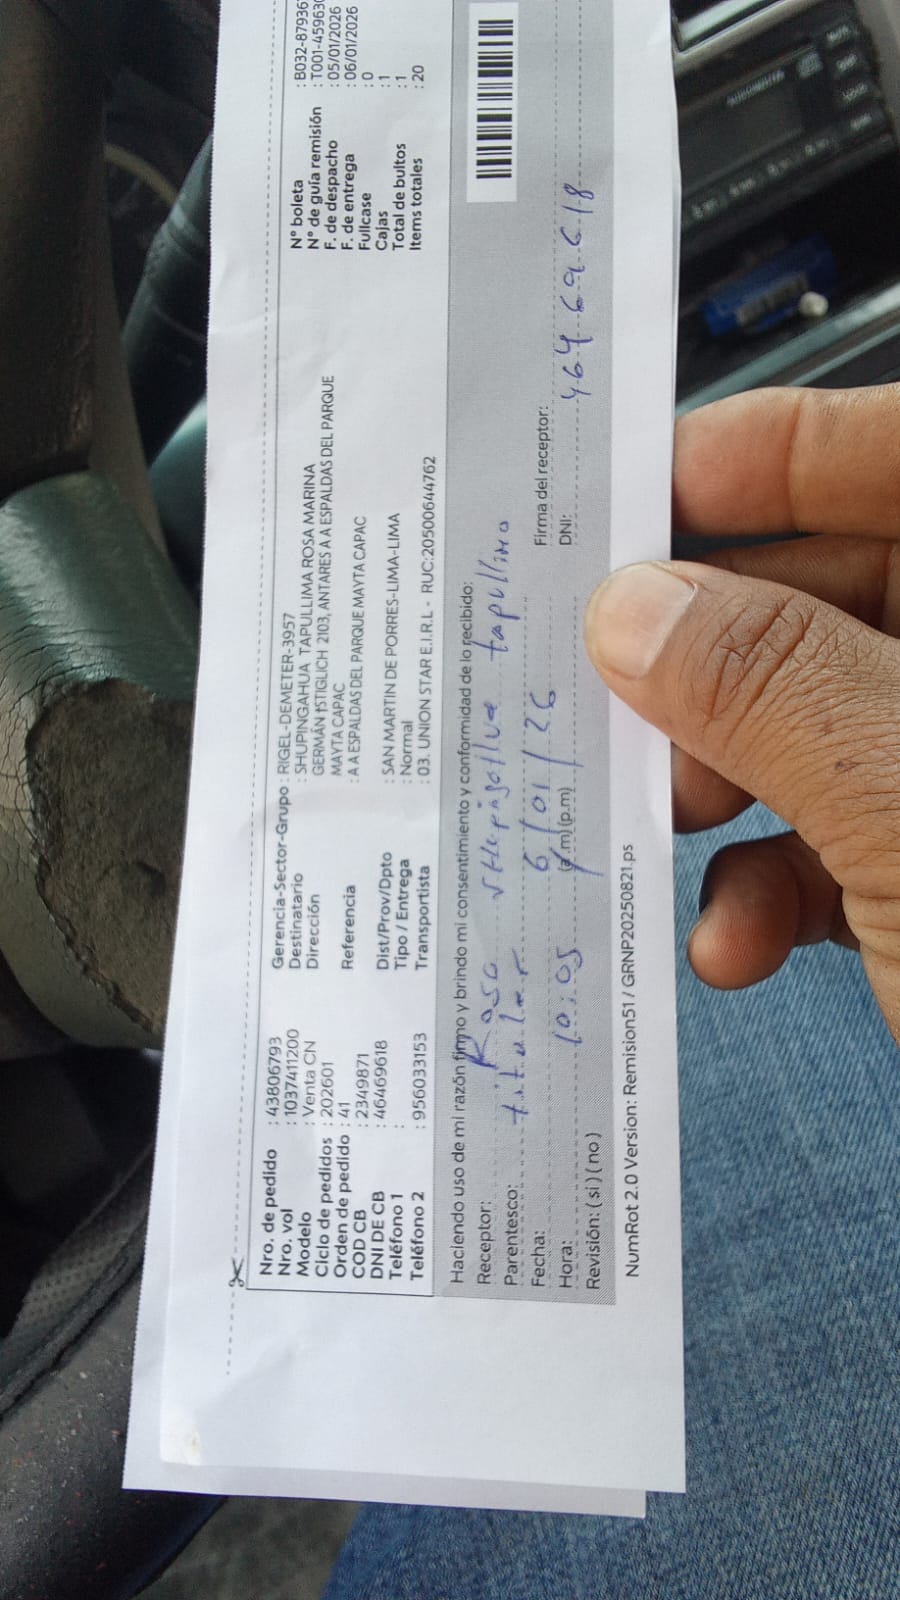 Nro. de pedido : 43806793
Nro. vol : 1037411200
Modelo : Venta CN
Ciclo de pedidos : 202601
Orden de pedido : 41
COD CB : 2349871
DNI DE CB : 46469618
Teléfono 1 :
Teléfono 2 : 956033153
Gerencia-Sector-Grupo : RIGEL-DEMETER-3957
Destinatario : SHUPINGAHUA TAPULLIMA ROSA MARINA
Dirección GERMÁN STIGLICH 2103, ANTARES A A ESPALDAS DEL PARQUE
MAYTA CAPAC
Referencia : A A ESPALDAS DEL PARQUE MAYTA CAPAC
Dist/Prov/Dpto : SAN MARTIN DE PORRES-LIMA-LIMA
Tipo / Entrega : Normal
Transportista : 03. UNION STAR E.I.R.L - RUC:20500644762
N° boleta : B032-87936
N° de guía remisión : T001-45963
F. de despacho : 05/01/2026
F. de entrega : 06/01/2026
Fullcase : 0
Cajas : 1
Total de bultos : 1
Items totales : 20
Haciendo uso de mi razón firmo y brindo mi consentimiento y conformidad de lo recibido:
Receptor: Rosa
Parentesco: titular
Fecha: 6/01/26 Firma del receptor:
Hora: 10:05 (a.m) (p.m) DNI: 46469618
Revisión: ( si ) ( no )
NumRot 2.0 Version: Remision51 / GRNP20250821.ps